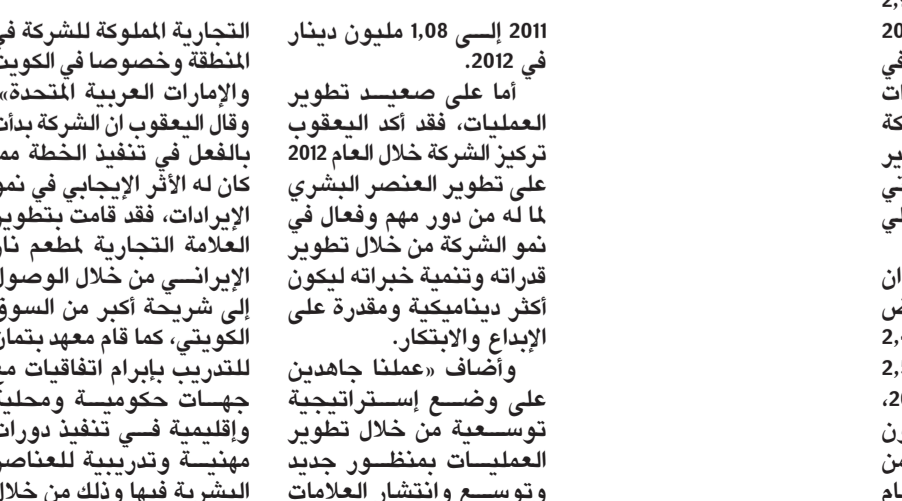 2011 إلى 1,08 مليون دينار
في 2012.
أما على صعيد تطوير
العمليات، فقد أكد اليعقوب
تركيز الشركة خلال العام 2012
على تطوير العنصر البشري
لما له من دور مهم وفعال في
نمو الشركة من خلال تطوير
قدراته وتنمية خبراته ليكون
أكثر ديناميكية ومقدرة على
الإبداع والابتكار.
وأضاف «عملنا جاهدين
على وضع إستراتيجية
توسعية من خلال تطوير
العمليات بمنظور جديد
وتوسع وانتشار العلامات
التجارية المملوكة للشركة في
المنطقة وخصوصا في الكويت
والإمارات العربية المتحدة».
وقال اليعقوب ان الشركة بدأت
بالفعل في تنفيذ الخطة مما
كان له الأثر الإيجابي في نمو
الإيرادات، فقد قامت بتطوير
العلامة التجارية لمطعم
الإيراني من خلال الوصول
إلى شريحة أكبر من السوق
الكويتي، كما قام معهد بتمان
للتدريب بإبرام اتفاقيات مع
جهات حكومية ومحلية
وإقليمية في تنفيذ دورات
مهنية وتدريبية للعناصر
البشرية فيها وذلك من خلال